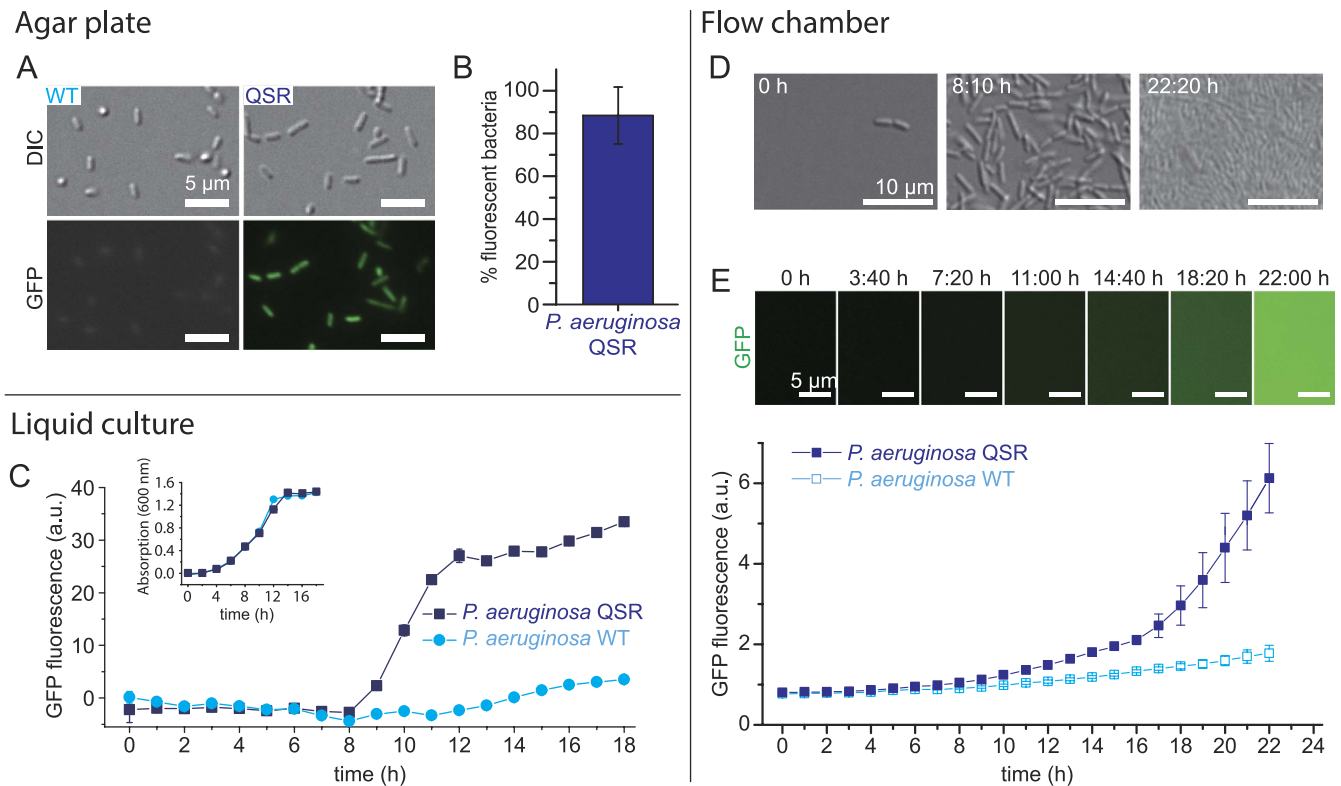 Agar plate
A
WT
QSR
DIC
5 µm
GFP
B
% fluorescent bacteria
100
80
60
40
20
0
P. aeruginosa
QSR
Liquid culture
C
GFP fluorescence (a.u.)
40
30
20
10
0
Absorption (600 nm)
1.6
1.2
0.8
0.4
0.0
0 4 8 12 16
time (h)
P. aeruginosa QSR
P. aeruginosa WT
0 2 4 6 8 10 12 14 16 18
time (h)
Flow chamber
D
0 h
8:10 h
22:20 h
10 µm
E
0 h 3:40 h 7:20 h 11:00 h 14:40 h 18:20 h 22:00 h
GFP
5 µm
P. aeruginosa QSR
P. aeruginosa WT
GFP fluorescence (a.u.)
6
4
2
0
0 2 4 6 8 10 12 14 16 18 20 22 24
time (h)